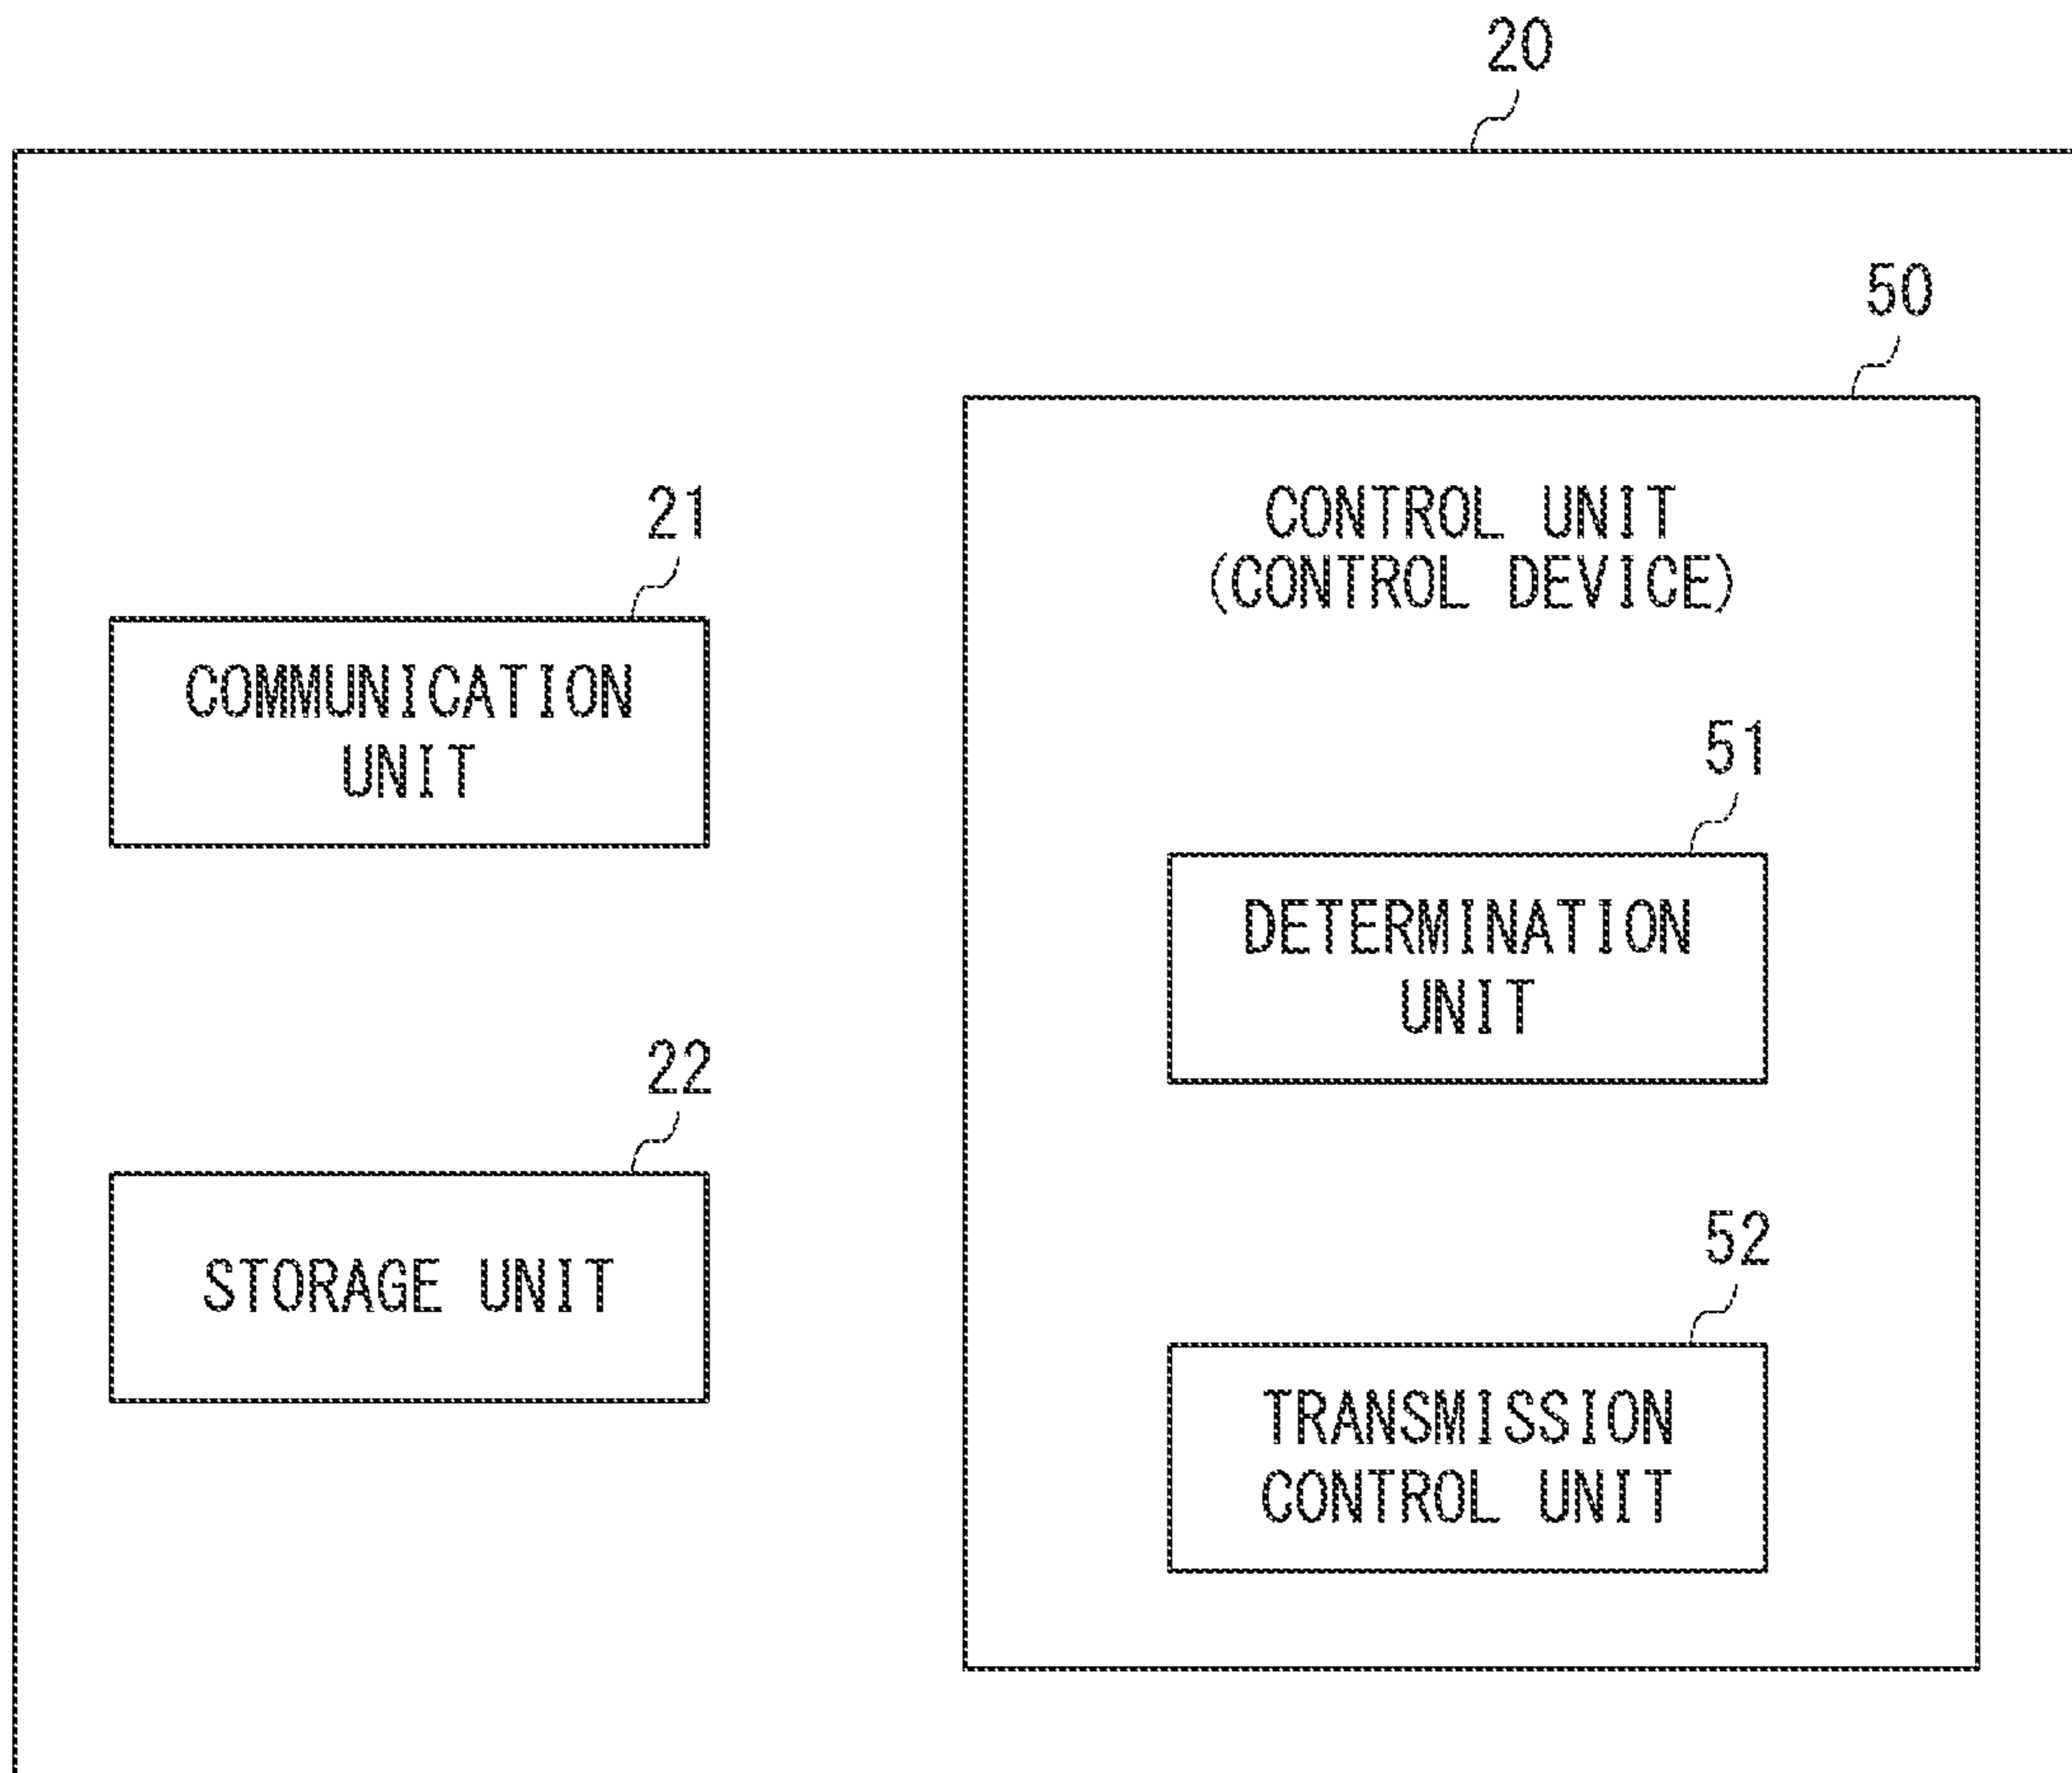 20
50
21
CONTROL UNIT
(CONTROL DEVICE)
COMMUNICATION
UNIT
51
DETERMINATION
UNIT
22
STORAGE UNIT
52
TRANSMISSION
CONTROL UNIT